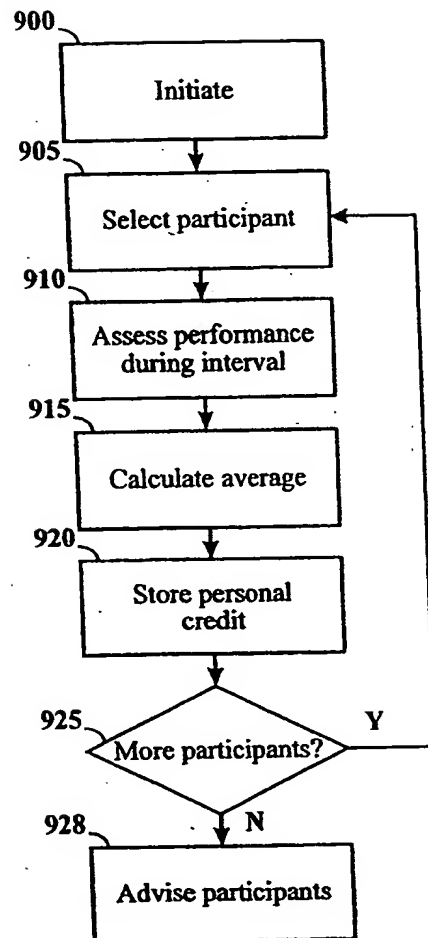 900
Initiate
905
Select participant
910
Assess performance
during interval
915
Calculate average
920
Store personal
credit
925
More participants?
Y
N
928
Advise participants